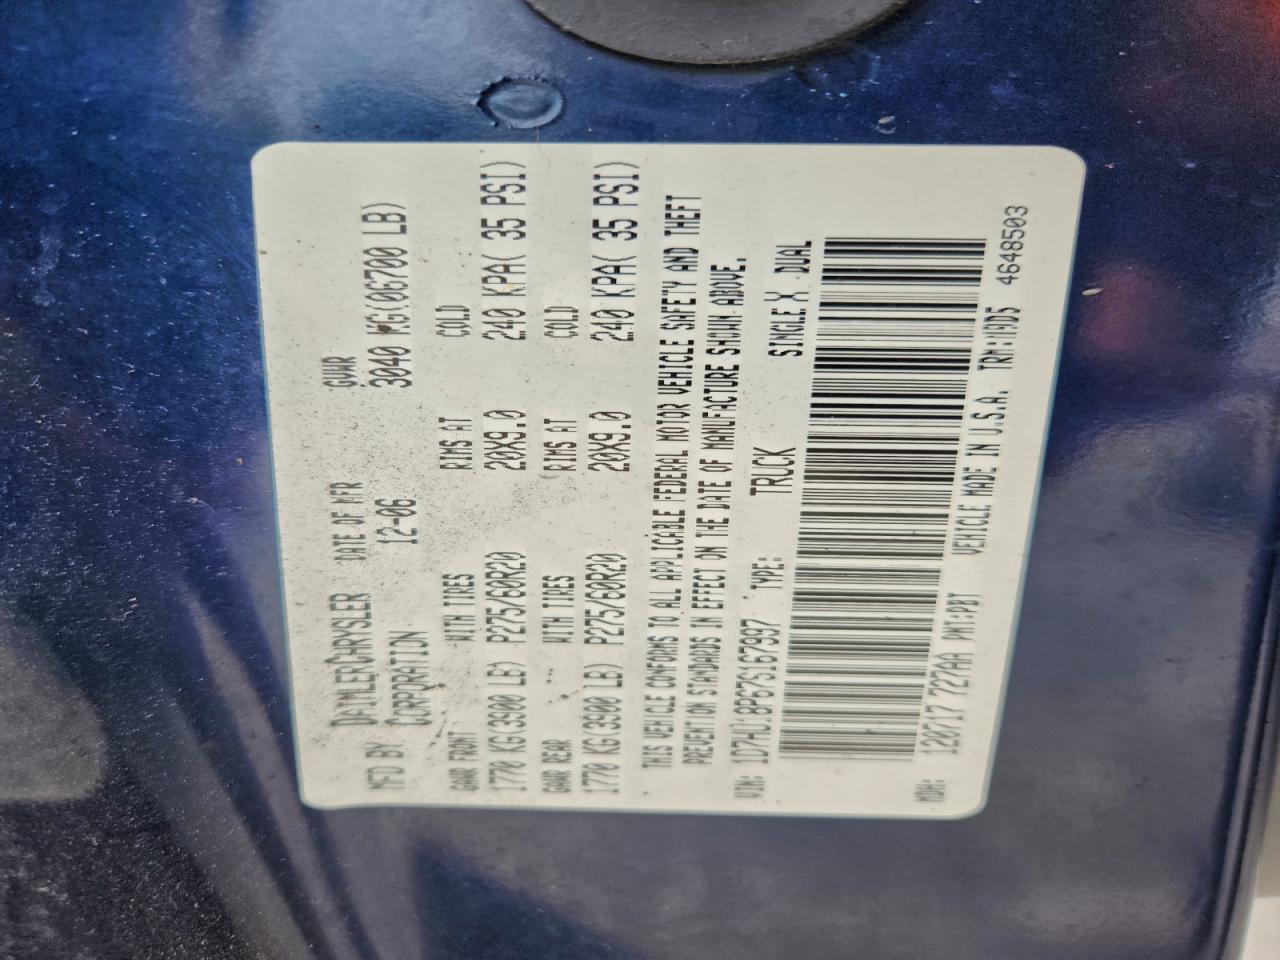 MFD BY DAIMLERCHRYSLER CORPORATION
DATE OF MFR 12-06
GVWR 3040 KG(06700 LB)
GAWR FRONT WITH TIRES RIMS AT COLD
1770 KG(3900 LB) P275/60R20 20X9.0 240 KPA( 35 PSI)
GAWR REAR WITH TIRES RIMS AT COLD
1770 KG(3900 LB) P275/60R20 20X9.0 240 KPA( 35 PSI)
THIS VEHICLE CONFORMS TO ALL APPLICABLE FEDERAL MOTOR VEHICLE SAFETY AND THEFT
PREVENTION STANDARDS IN EFFECT ON THE DATE OF MANUFACTURE SHOWN ABOVE.
VIN: TYPE: TRUCK SINGLE X DUAL
MDH: 120717 727AA PNT:PBT VEHICLE MADE IN U.S.A. TRM:M9D5
4648503